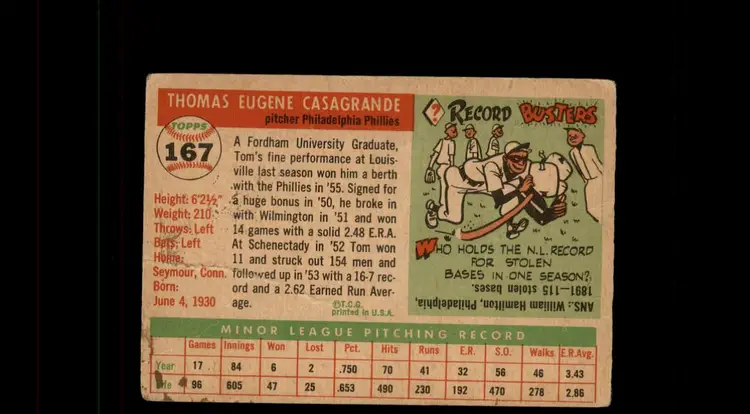 THOMAS EUGENE CASAGRANDE
pitcher Philadelphia Phillies
TOPPS
167
Height: 6'2½"
Weight: 210
Throws: Left
Bats: Left
Home:
Seymour, Conn.
Born:
June 4, 1930
A Fordham University Graduate,
Tom's fine performance at Louis-
ville last season won him a berth
with the Phillies in '55. Signed for
a huge bonus in '50, he broke in
with Wilmington in '51 and won
14 games with a solid 2.48 E.R.A.
At Schenectady in '52 Tom won
11 and struck out 154 men and
followed up in '53 with a 16-7 rec-
ord and a 2.62 Earned Run Aver-
age.
©T.C.G.
printed in U.S.A.
? RECORD BUSTERS
WHO HOLDS THE N.L. RECORD
FOR STOLEN
BASES IN ONE SEASON?
ANS.: William Hamilton, Philadelphia,
1891—115 stolen bases.
MINOR LEAGUE PITCHING RECORD
Games Innings Won Lost Pct. Hits Runs E.R. S.O. Walks E.R.Avg.
Year 17 84 6 2 .750 70 41 32 56 46 3.43
Life 96 605 47 25 .653 490 230 192 470 278 2.86